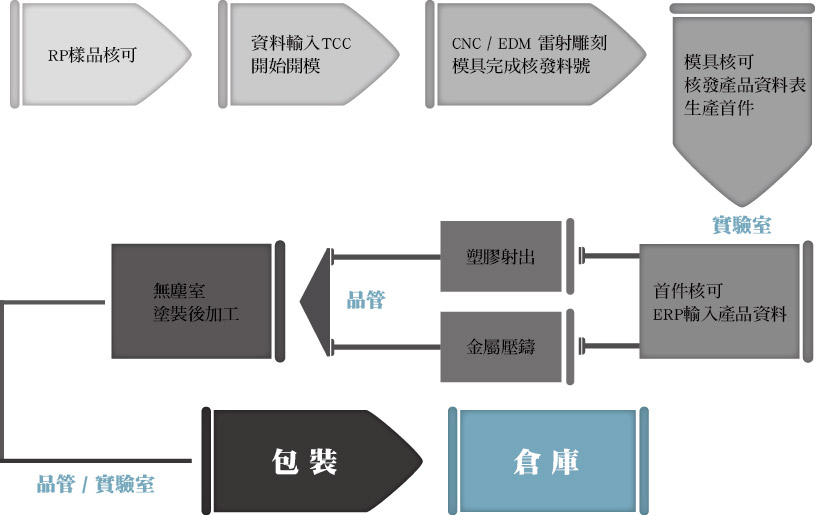 RP樣品核可
資料輸入TCC
開始開模
CNC / EDM 雷射雕刻
模具完成核發料號
模具核可
核發產品資料表
生產首件
實驗室
首件核可
ERP輸入產品資料
塑膠射出
金屬壓鑄
品管
無塵室
塗裝後加工
品管 / 實驗室
包裝
倉庫